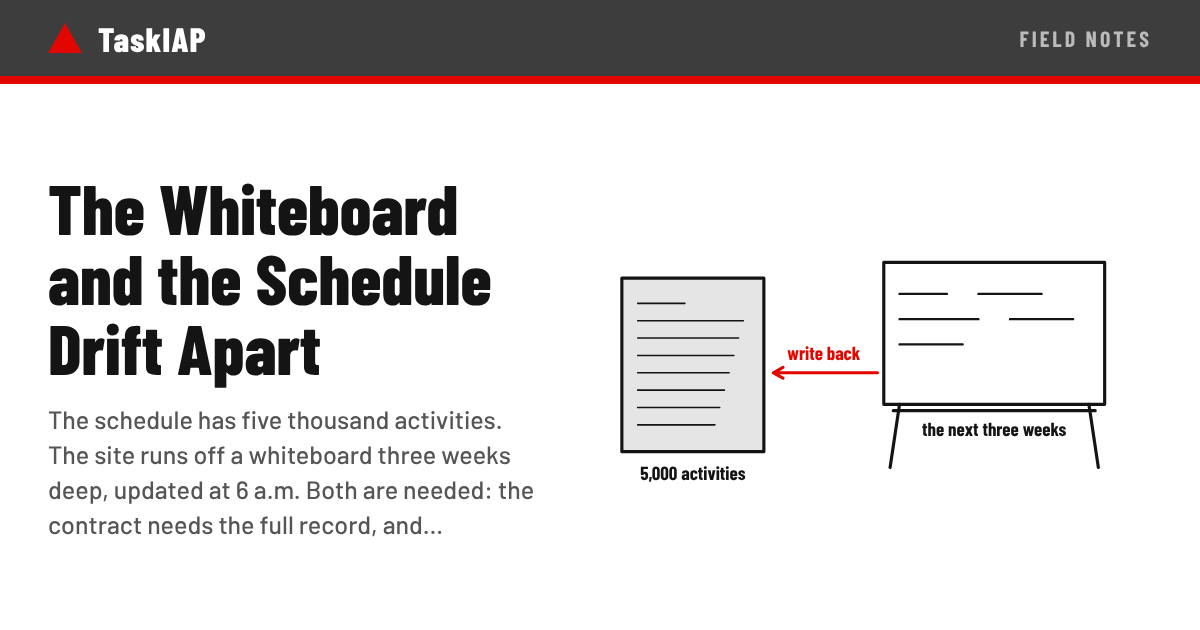 TaskIAP
FIELD NOTES
The Whiteboard
and the Schedule
Drift Apart
The schedule has five thousand activities.
The site runs off a whiteboard three weeks
deep, updated at 6 a.m. Both are needed: the
contract needs the full record, and...
write back
the next three weeks
5,000 activities